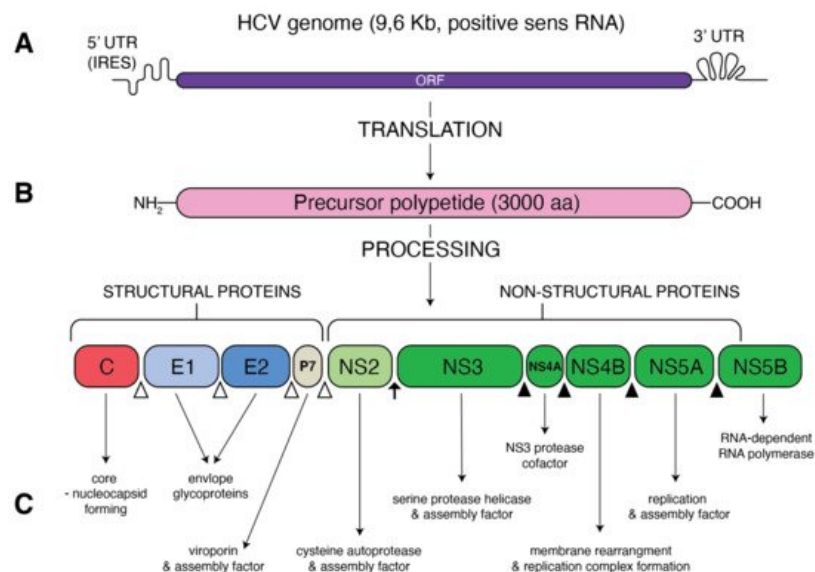 HCV genome (9,6 Kb, positive sens RNA)
A
5' UTR
(IRES)
3' UTR
ORF
TRANSLATION
B
NH2
Precursor polypetide (3000 aa)
COOH
PROCESSING
STRUCTURAL PROTEINS
NON-STRUCTURAL PROTEINS
C
E1
E2
P7
NS2
NS3
NS4A
NS4B
NS5A
NS5B
RNA-dependent
RNA polymerase
NS3 protease
cofactor
core
- nucleocapsid
forming
envlope
glycoproteins
serine protease helicase
& assembly factor
replication
& assembly factor
C
viroporin
& assembly factor
cysteine autoprotease
& assembly factor
membrane rearrangment
& replication complex formation